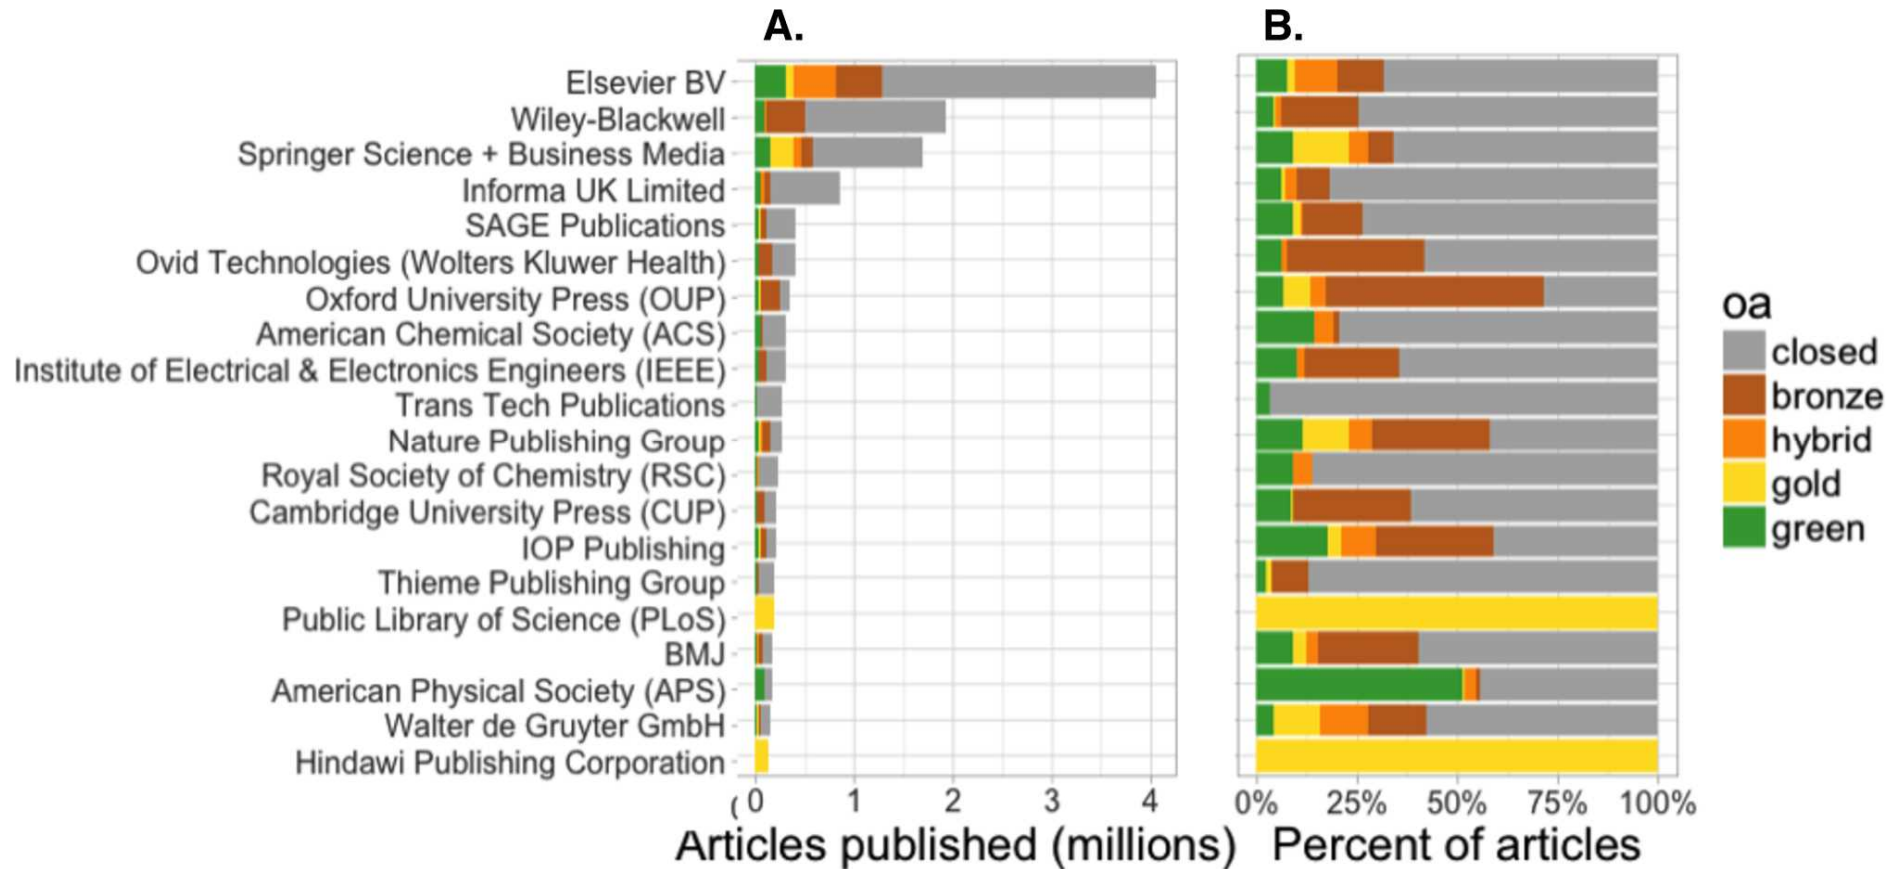 A.
B.
Elsevier BV
Wiley-Blackwell
Springer Science + Business Media
Informa UK Limited
SAGE Publications
Ovid Technologies (Wolters Kluwer Health)
Oxford University Press (OUP)
American Chemical Society (ACS)
Institute of Electrical & Electronics Engineers (IEEE)
Trans Tech Publications
Nature Publishing Group
Royal Society of Chemistry (RSC)
Cambridge University Press (CUP)
IOP Publishing
Thieme Publishing Group
Public Library of Science (PLoS)
BMJ
American Physical Society (APS)
Walter de Gruyter GmbH
Hindawi Publishing Corporation
( 0 1 2 3 4
Articles published (millions)
0% 25% 50% 75% 100%
Percent of articles
oa
closed
bronze
hybrid
gold
green